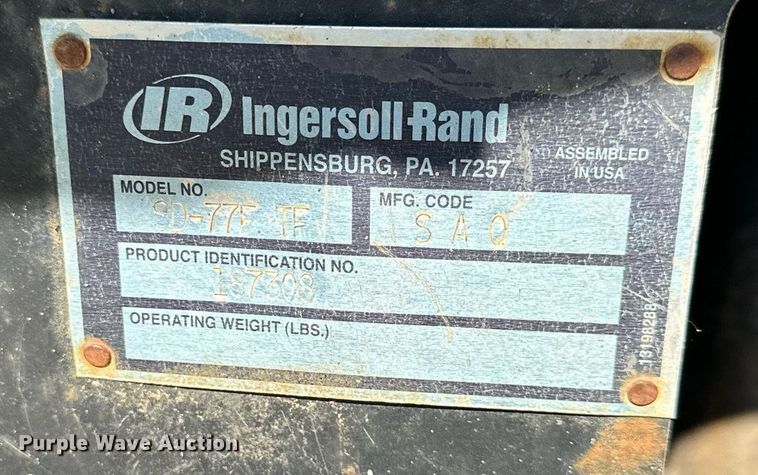 IR Ingersoll-Rand
SHIPPENSBURG, PA. 17257
ASSEMBLED
IN USA
MODEL NO.
SD-77F TF
MFG. CODE
S A Q
PRODUCT IDENTIFICATION NO.
187308
OPERATING WEIGHT (LBS.)
Purple Wave Auction